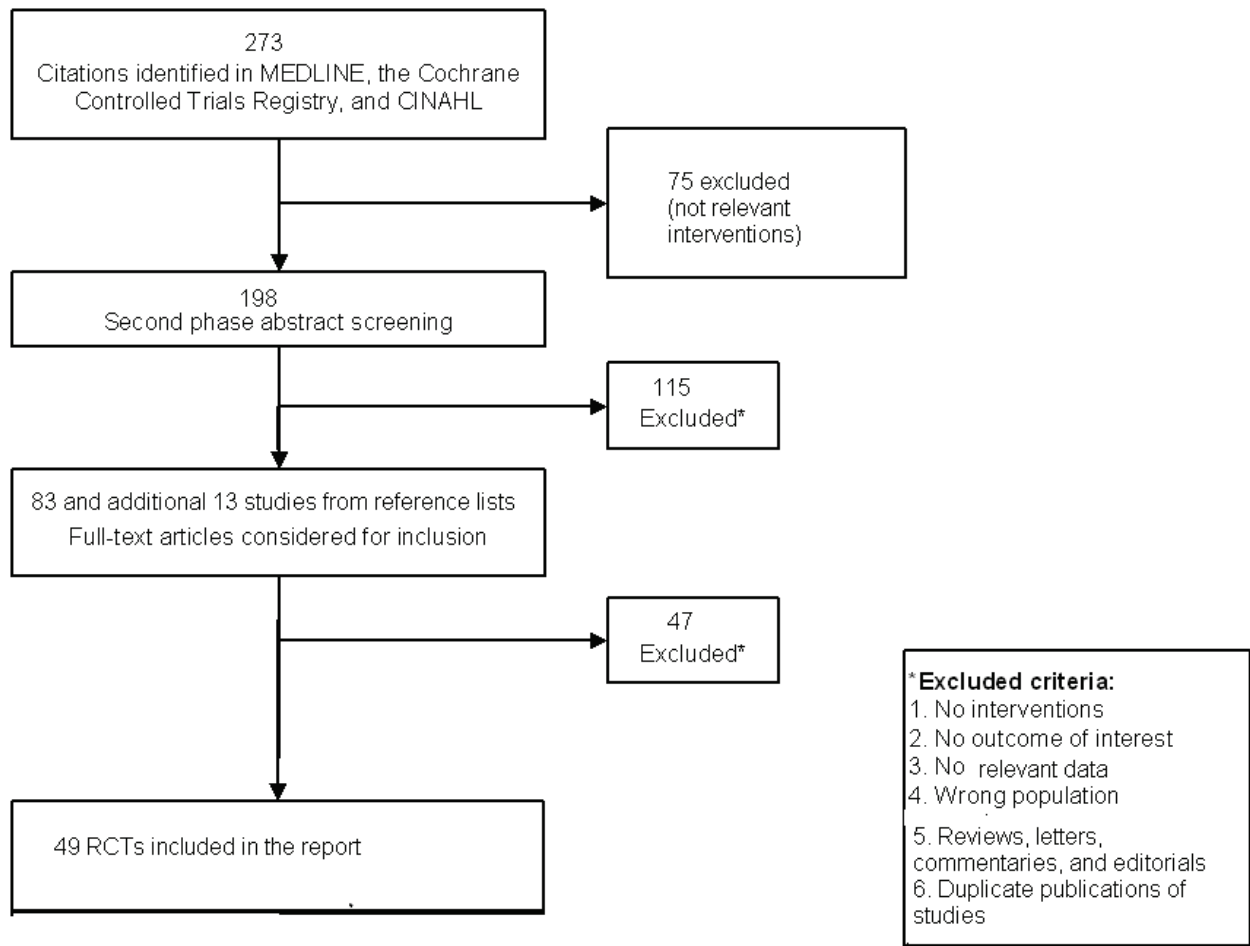 273
Citations identified in MEDLINE, the Cochrane
Controlled Trials Registry, and CINAHL
75 excluded
(not relevant
interventions)
198
Second phase abstract screening
115
Excluded*
83 and additional 13 studies from reference lists
Full-text articles considered for inclusion
47
Excluded*
49 RCTs included in the report
*Excluded criteria:
1. No interventions
2. No outcome of interest
3. No relevant data
4. Wrong population
5. Reviews, letters,
commentaries, and editorials
6. Duplicate publications of
studies